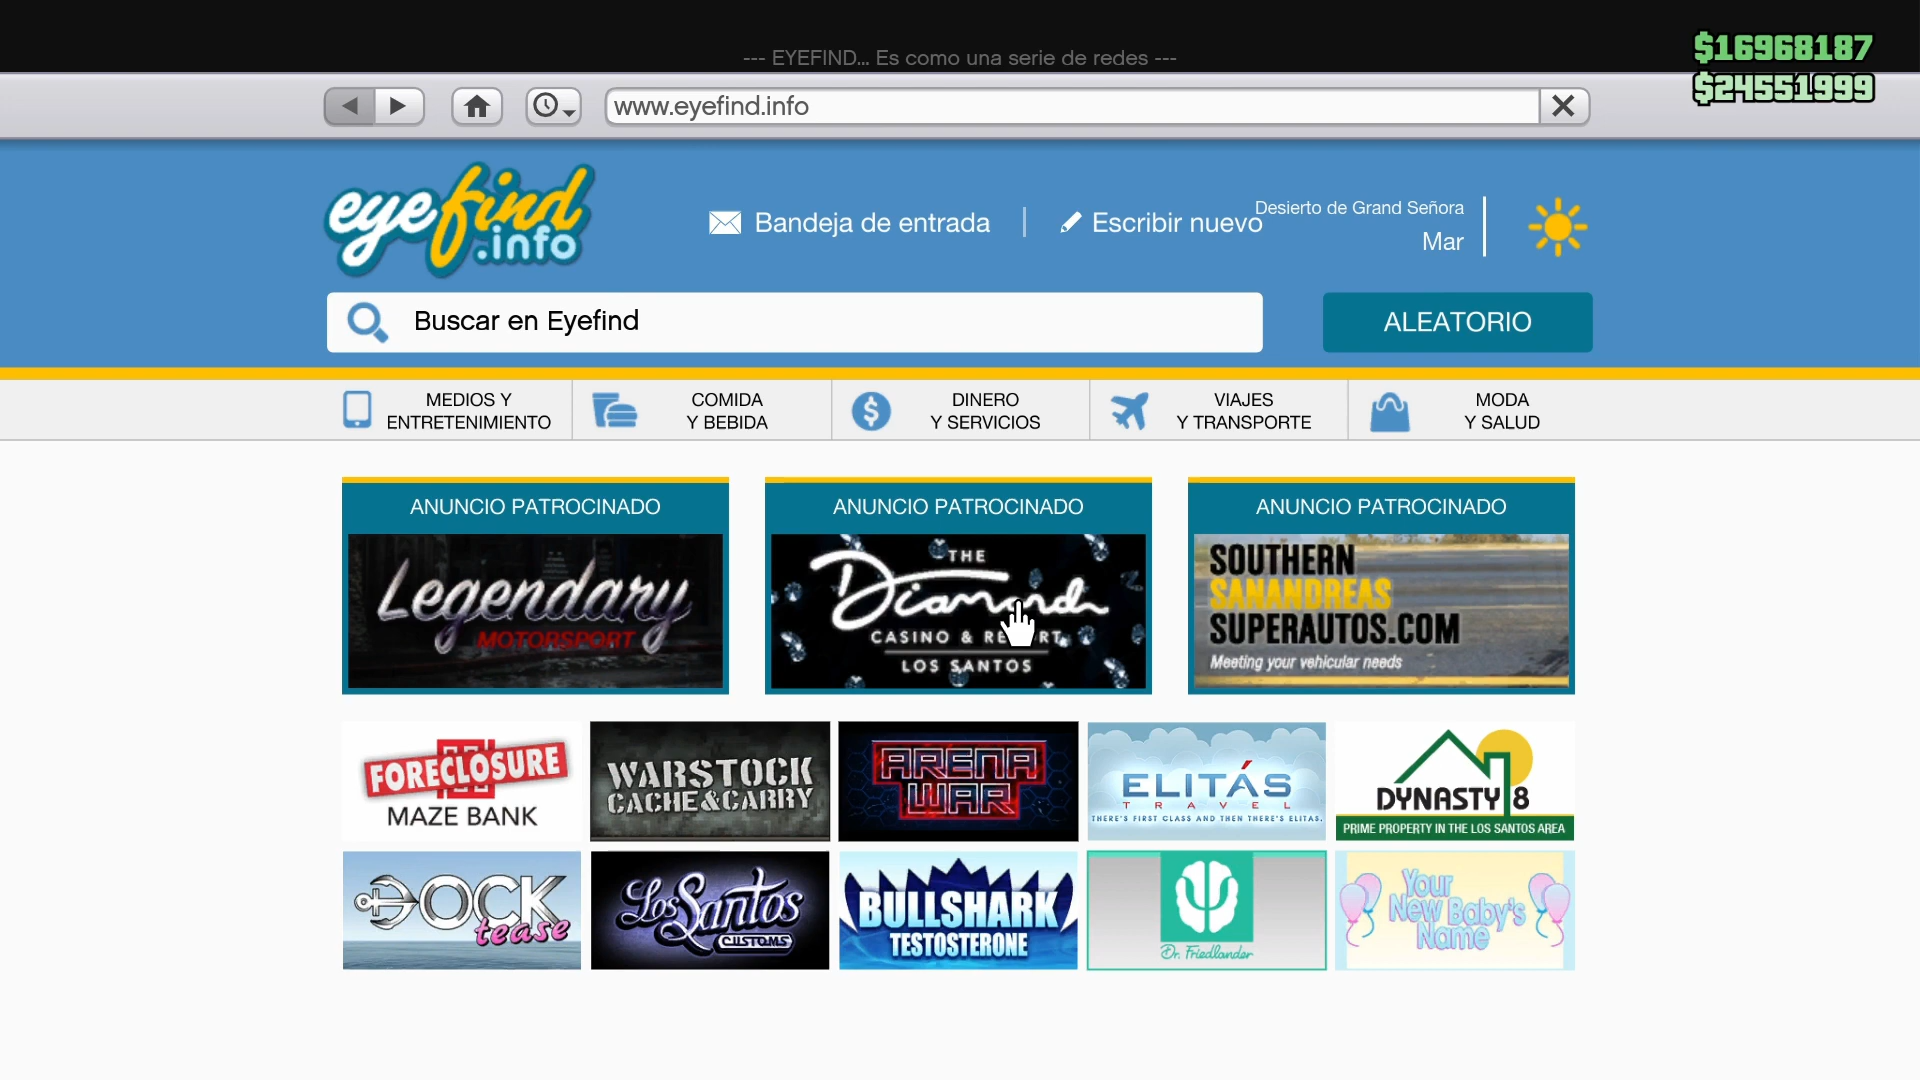 --- EYEFIND... Es como una serie de redes ---
$16968187
$24551999
www.eyefind.info
eyefind.info
Bandeja de entrada
Escribir nuevo
Desierto de Grand Señora
Mar
Buscar en Eyefind
ALEATORIO
MEDIOS Y
ENTRETENIMIENTO
COMIDA
Y BEBIDA
DINERO
Y SERVICIOS
VIAJES
Y TRANSPORTE
MODA
Y SALUD
ANUNCIO PATROCINADO
Legendary
MOTORSPORT
ANUNCIO PATROCINADO
THE
Diamond
CASINO & RESORT
LOS SANTOS
ANUNCIO PATROCINADO
SOUTHERN
SANANDREAS
SUPERAUTOS.COM
Meeting your vehicular needs
FORECLOSURE
MAZE BANK
WARSTOCK
CACHE&CARRY
ARENA
WAR
ELITÁS
TRAVEL
THERE'S FIRST CLASS AND THEN THERE'S ELITAS.
DYNASTY 8
PRIME PROPERTY IN THE LOS SANTOS AREA
DOCK
tease
Los Santos
CUSTOMS
BULLSHARK
TESTOSTERONE
Dr. Friedlander
Your
New Baby's
Name